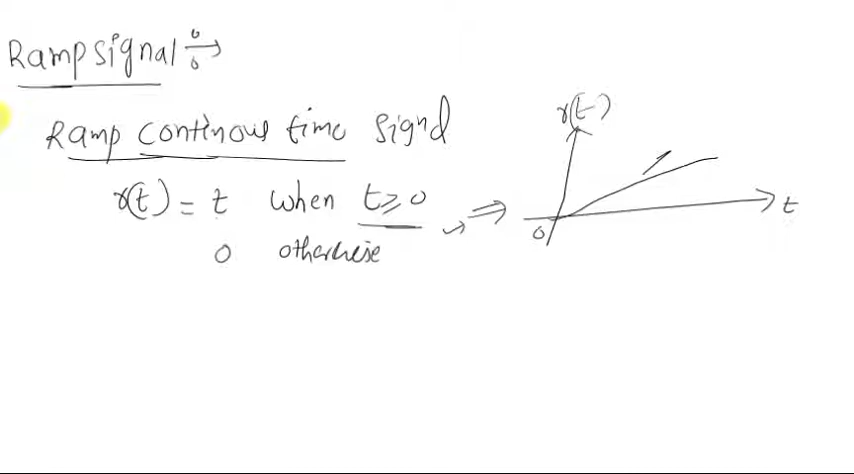 Ramp signal :→
Ramp continous time signal
r(t) = t when t≥0 ⇒
0 otherwise
r(t)
t
0